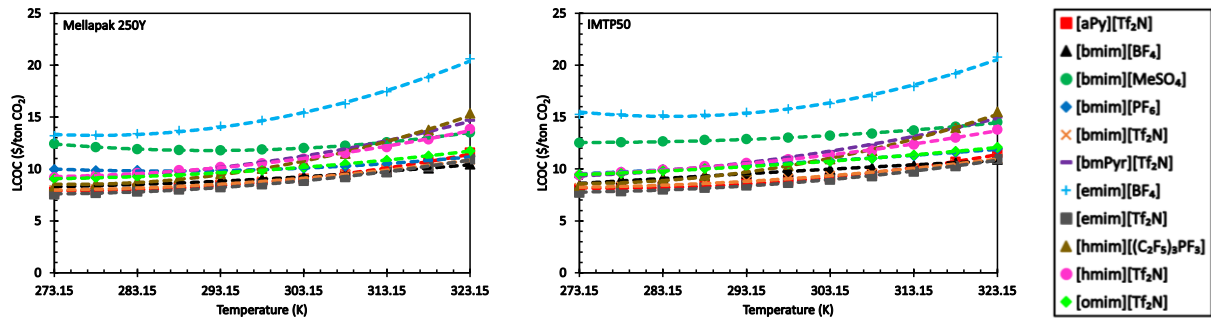 Mellapak 250Y
LCOC ($/ton CO₂)
25
20
15
10
5
0
273.15 283.15 293.15 303.15 313.15 323.15
Temperature (K)
IMTP50
LCOC ($/ton CO₂)
25
20
15
10
5
0
273.15 283.15 293.15 303.15 313.15 323.15
Temperature (K)
[aPy][Tf₂N]
[bmim][BF₄]
[bmim][MeSO₄]
[bmim][PF₆]
[bmim][Tf₂N]
[bmPyr][Tf₂N]
[emim][BF₄]
[emim][Tf₂N]
[hmim][(C₂F₅)₃PF₃]
[hmim][Tf₂N]
[omim][Tf₂N]